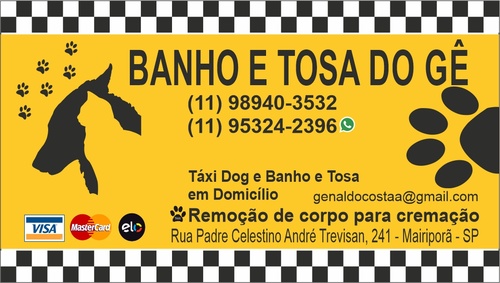 BANHO E TOSA DO GÊ
(11) 98940-3532
(11) 95324-2396
Táxi Dog e Banho e Tosa
em Domicílio
genaldocostaa@gmail.com
Remoção de corpo para cremação
Rua Padre Celestino André Trevisan, 241 - Mairiporã - SP
VISA MasterCard elo